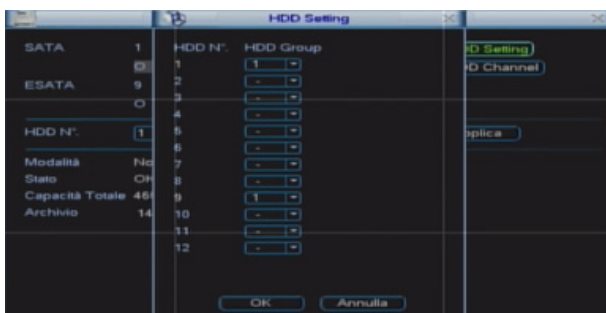 HDD Setting
SATA 1
O
ESATA 9
O
HDD N°. 1
Modalità
Stato
Capacità Totale
Archivio 14
HDD N°. HDD Group
1 1
2 -
3 -
4 -
5 -
6 -
7 -
8 -
9 1
10 -
11 -
12 -
OK Annulla
D Setting
D Channel
plica